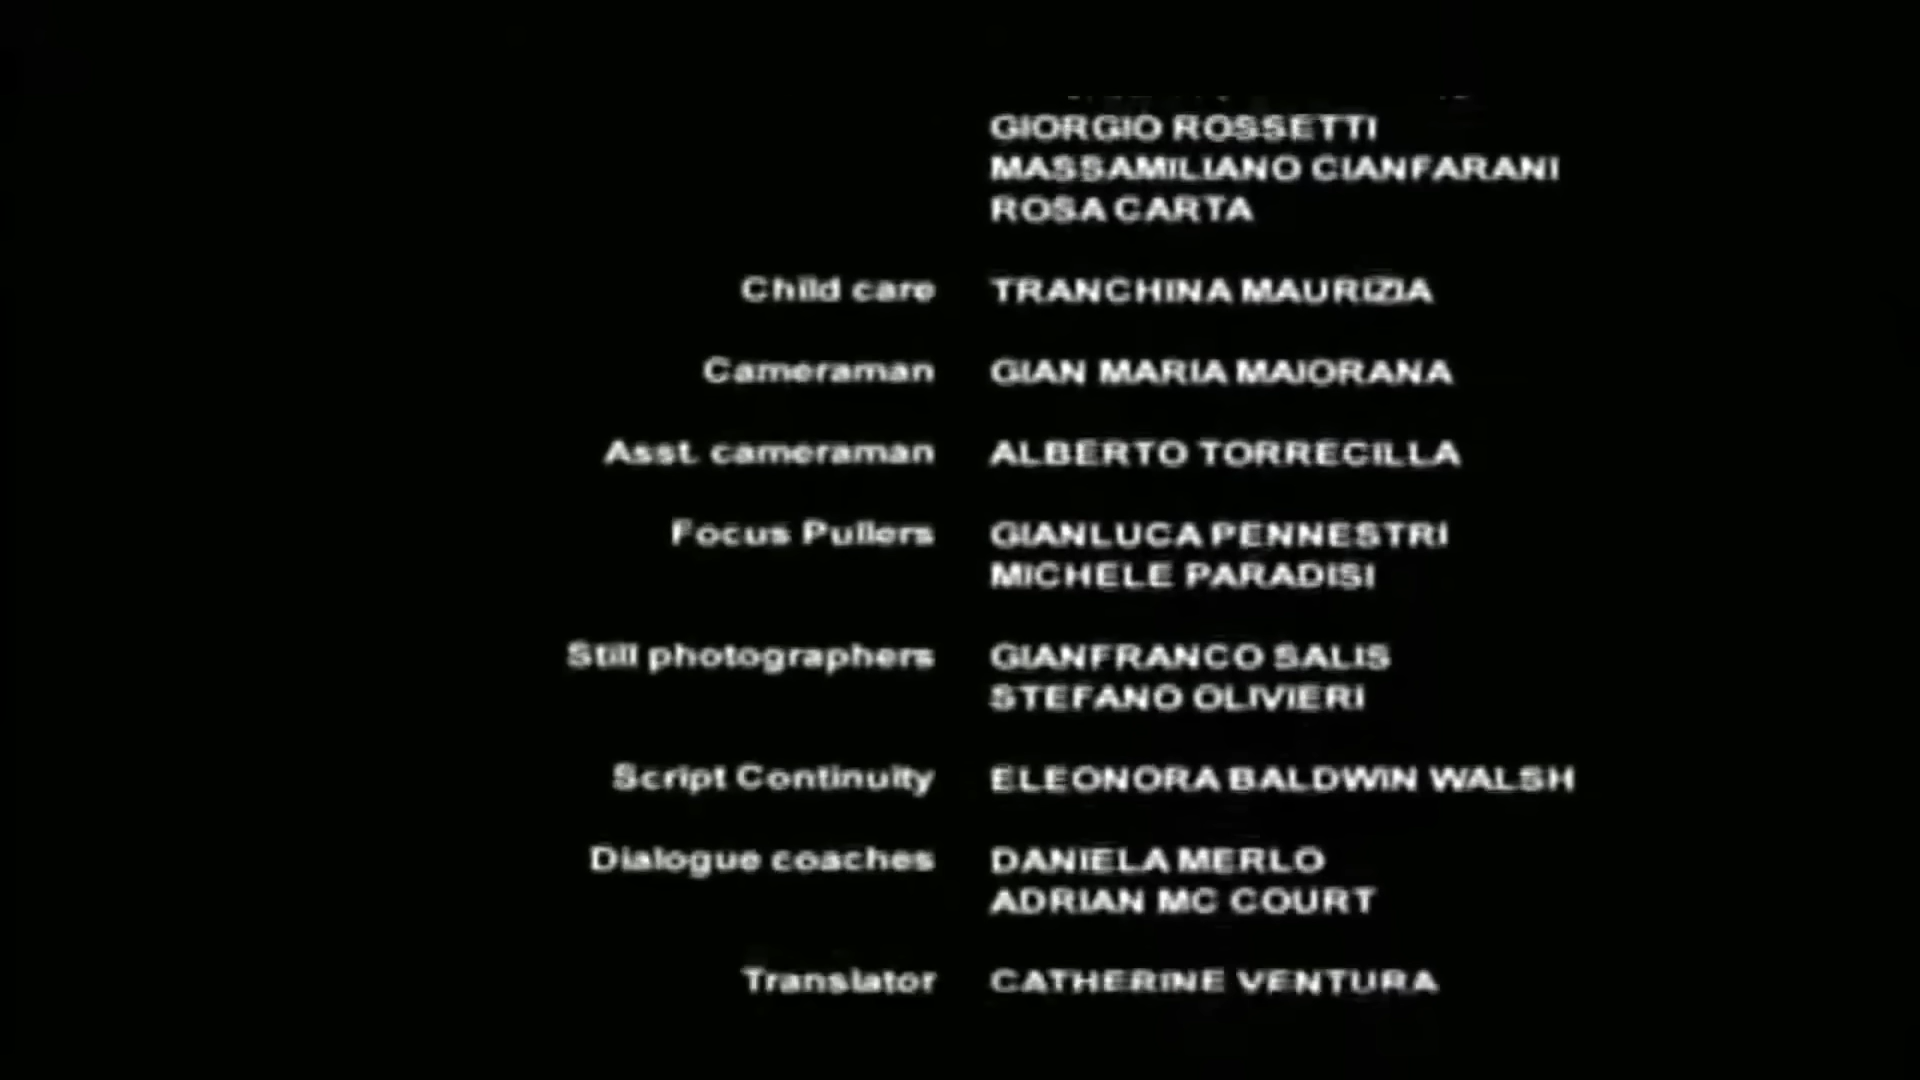 GIORGIO ROSSETTI
MASSAMILIANO CIANFARANI
ROSA CARTA
Child care TRANCHINA MAURIZIA
Cameraman GIAN MARIA MAIORANA
Asst. cameraman ALBERTO TORRECILLA
Focus Pullers GIANLUCA PENNESTRI
MICHELE PARADISI
Still photographers GIANFRANCO SALIS
STEFANO OLIVIERI
Script Continuity ELEONORA BALDWIN WALSH
Dialogue coaches DANIELA MERLO
ADRIAN MC COURT
Translator CATHERINE VENTURA